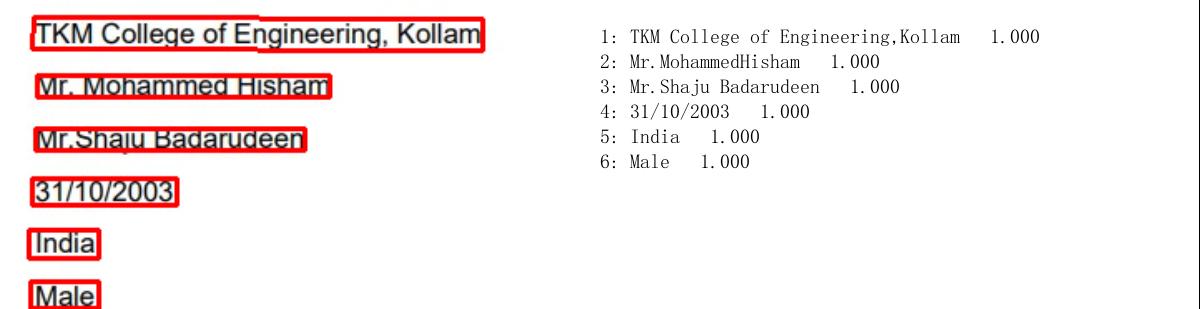 TKM College of Engineering, Kollam
Mr. Mohammed Hisham
Mr.Shaju Badarudeen
31/10/2003
India
Male
1: TKM College of Engineering,Kollam 1.000
2: Mr.MohammedHisham 1.000
3: Mr.Shaju Badarudeen 1.000
4: 31/10/2003 1.000
5: India 1.000
6: Male 1.000